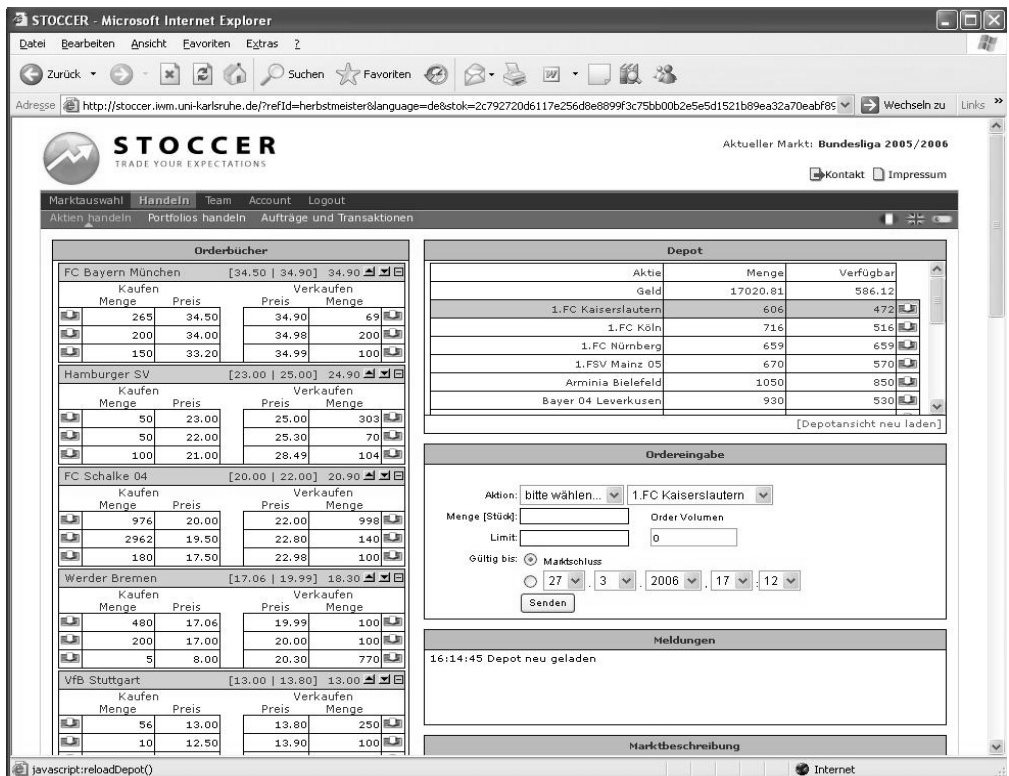 STOCCER - Microsoft Internet Explorer
Datei Bearbeiten Ansicht Favoriten Extras ?
Zurück Suchen Favoriten
Adresse http://stoccer.iwm.uni-karlsruhe.de/?refId=herbstmeister&language=de&stok=2c792720d6117e256d8e8899f3c75bb00b2e5e5d1521b89ea32a70eabf89 Wechseln zu Links »
STOCCER
TRADE YOUR EXPECTATIONS
Aktueller Markt: Bundesliga 2005/2006
Kontakt Impressum
Marktauswahl Handeln Team Account Logout
Aktien handeln Portfolios handeln Aufträge und Transaktionen
Orderbücher
FC Bayern München [34.50 | 34.90] 34.90
Kaufen Verkaufen
Menge Preis Preis Menge
265 34.50 34.90 69
200 34.00 34.98 200
150 33.20 34.99 100
Hamburger SV [23.00 | 25.00] 24.90
Kaufen Verkaufen
Menge Preis Preis Menge
50 23.00 25.00 303
50 22.00 25.30 70
100 21.00 28.49 104
FC Schalke 04 [20.00 | 22.00] 20.90
Kaufen Verkaufen
Menge Preis Preis Menge
976 20.00 22.00 998
2962 19.50 22.80 140
180 17.50 22.98 100
Werder Bremen [17.06 | 19.99] 18.30
Kaufen Verkaufen
Menge Preis Preis Menge
480 17.06 19.99 100
200 17.00 20.00 100
5 8.00 20.30 770
VfB Stuttgart [13.00 | 13.80] 13.00
Kaufen Verkaufen
Menge Preis Preis Menge
56 13.00 13.80 250
10 12.50 13.90 100
Depot
Aktie Menge Verfügbar
Geld 17020.81 586.12
1.FC Kaiserslautern 606 472
1.FC Köln 716 516
1.FC Nürnberg 659 659
1.FSV Mainz 05 670 570
Arminia Bielefeld 1050 850
Bayer 04 Leverkusen 930 530
[Depotansicht neu laden]
Ordereingabe
Aktion: bitte wählen... 1.FC Kaiserslautern
Menge [Stück]: Order Volumen
Limit: 0
Gültig bis: Marktschluss
27 . 3 . 2006 , 17 : 12
Senden
Meldungen
16:14:45 Depot neu geladen
Marktbeschreibung
javascript:reloadDepot() Internet